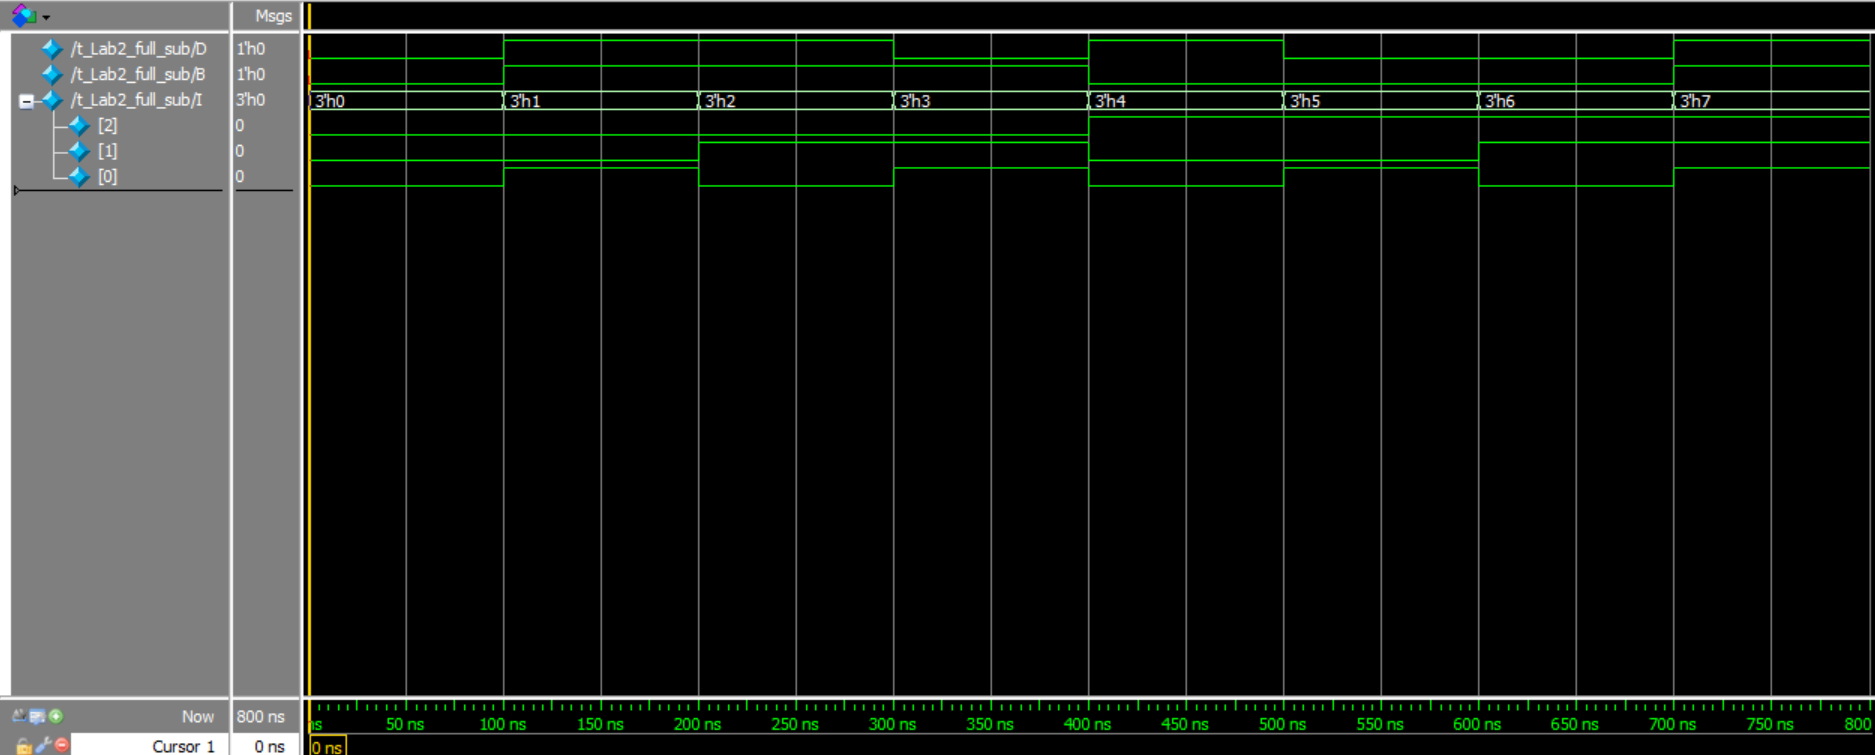 Msgs
/t_Lab2_full_sub/D 1'h0
/t_Lab2_full_sub/B 1'h0
/t_Lab2_full_sub/I 3'h0 3'h0 3'h1 3'h2 3'h3 3'h4 3'h5 3'h6 3'h7
[2] 0
[1] 0
[0] 0
Now 800 ns ns 50 ns 100 ns 150 ns 200 ns 250 ns 300 ns 350 ns 400 ns 450 ns 500 ns 550 ns 600 ns 650 ns 700 ns 750 ns 800
Cursor 1 0 ns 0 ns